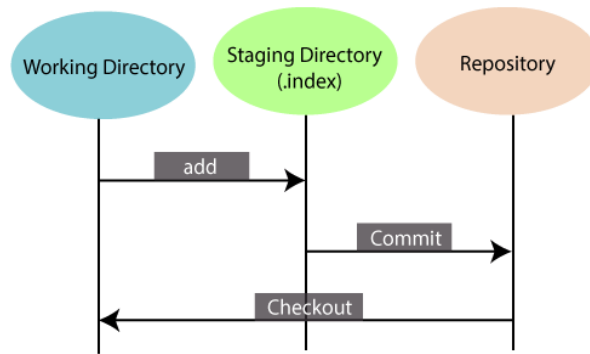 Working Directory
Staging Directory
(.index)
Repository
add
Commit
Checkout